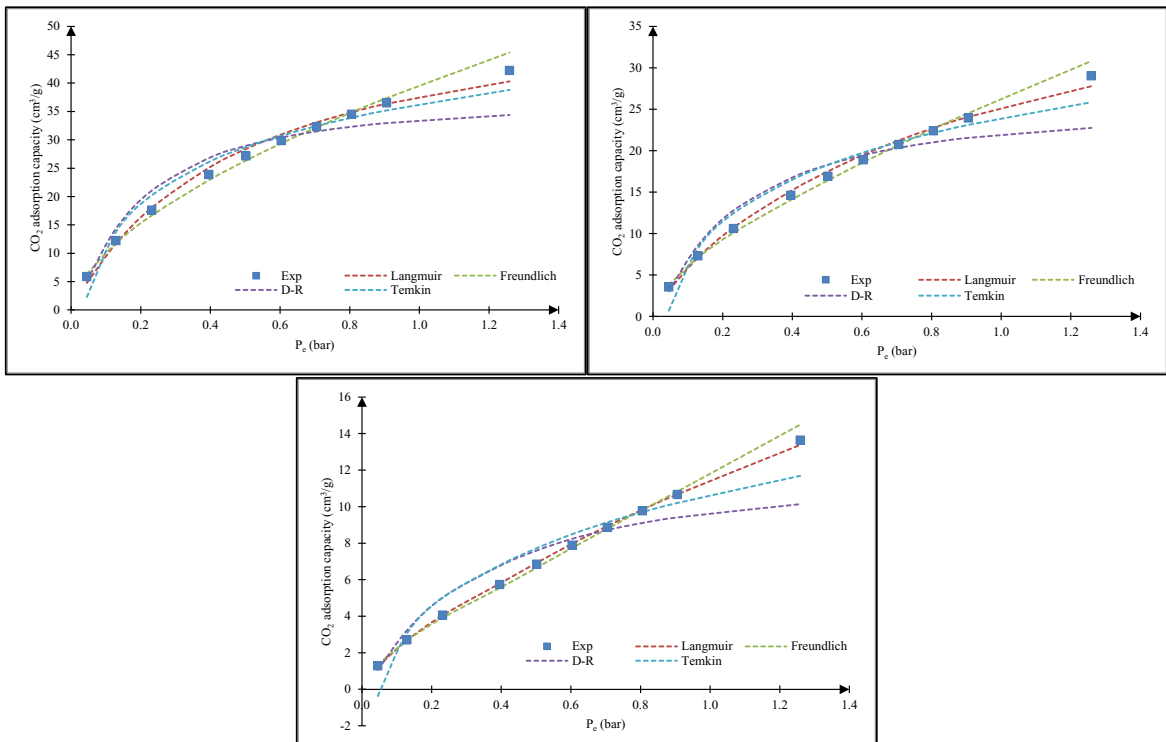 50
45
40
35
30
25
20
15
10
5
0
CO₂ adsorption capacity (cm³/g)
Exp Langmuir Freundlich
D-R Temkin
0.0 0.2 0.4 0.6 0.8 1.0 1.2 1.4
Pₑ (bar)
35
30
25
20
15
10
5
0
CO₂ adsorption capacity (cm³/g)
Exp Langmuir Freundlich
D-R Temkin
0.0 0.2 0.4 0.6 0.8 1.0 1.2 1.4
Pₑ (bar)
16
14
12
10
8
6
4
2
0
-2
CO₂ adsorption capacity (cm³/g)
Exp Langmuir Freundlich
D-R Temkin
0.0 0.2 0.4 0.6 0.8 1.0 1.2 1.4
Pₑ (bar)